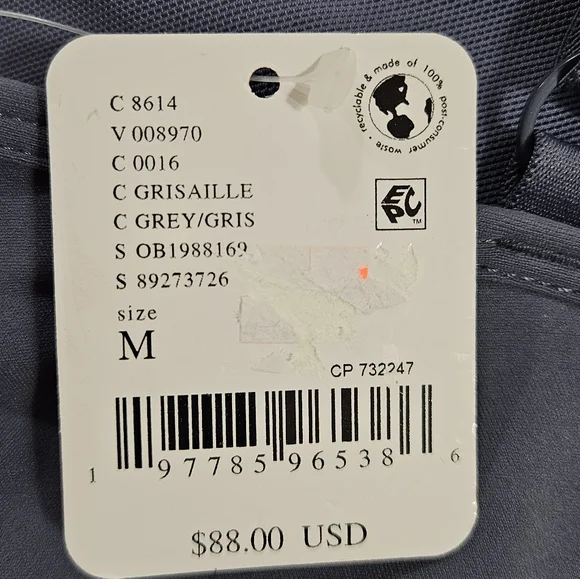 C 8614
V 008970
C 0016
C GRISAILLE
C GREY/GRIS
S OB1988169
S 89273726
size
M
recyclable & made of 100% post-consumer waste •
EPC
TM
CP 732247
1 97785 96538 6
$88.00 USD